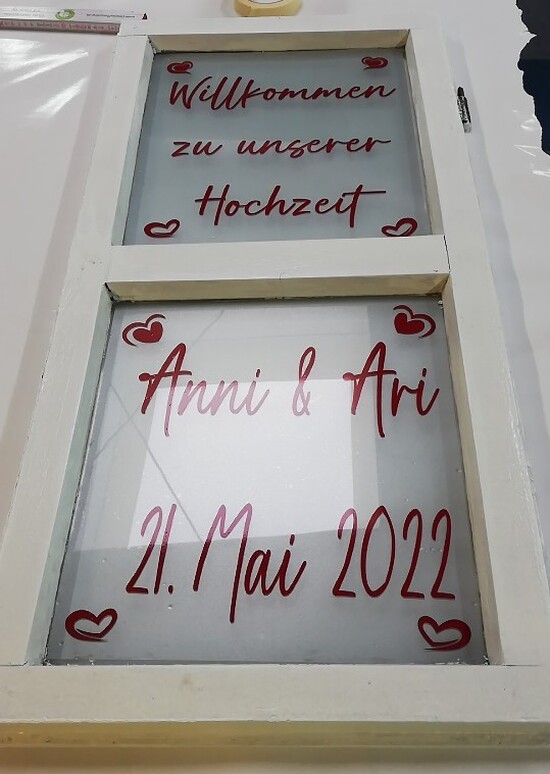 Willkommen
zu unserer
Hochzeit
Anni & Ari
21. Mai 2022